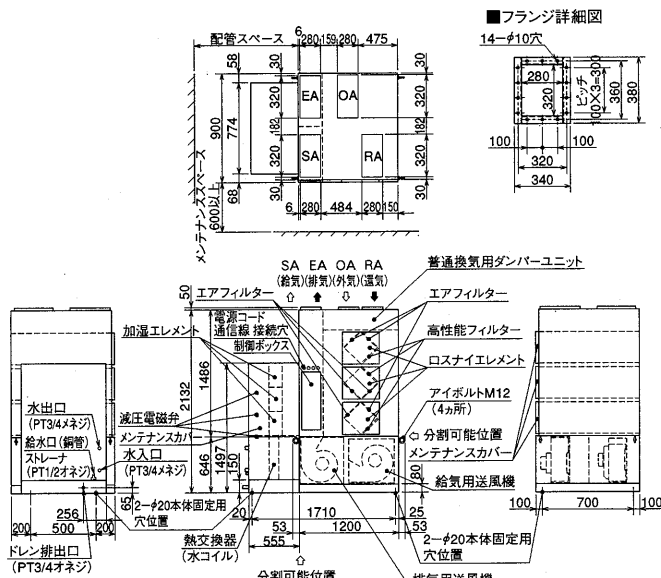 ■フランジ詳細図
14−φ10穴
280
320
ピッチ
100×3=300
360
380
100
100
320
340
配管スペース
6
280
159
280
475
58
30
30
EA
OA
320
320
900
774
182
182
SA
RA
320
320
68
30
30
6
280
484
280
150
メンテナンススペース
600以上
SA
EA
OA
RA
(給気)
(排気)
(外気)
(還気)
普通換気用ダンパーユニット
エアフィルター
エアフィルター
電源コード
通信線 接続穴
加湿エレメント
制御ボックス
高性能フィルター
ロスナイエレメント
50
1486
2132
646
1497
150
アイボルトM12
(4ヵ所)
水出口
(PT3/4メネジ)
減圧電磁弁
給水口(銅管)
メンテナンスカバー
分割可能位置
メンテナンスカバー
ストレーナ
(PT1/2オネジ)
水入口
(PT3/4メネジ)
80
給気用送風機
2−φ20本体固定用
穴位置
20
1710
25
256
200
500
200
53
1200
53
100
700
100
2−φ20本体固定用
穴位置
ドレン排出口
(PT3/4オネジ)
熱交換器
(水コイル)
555
分割可能位置
排気用送風機